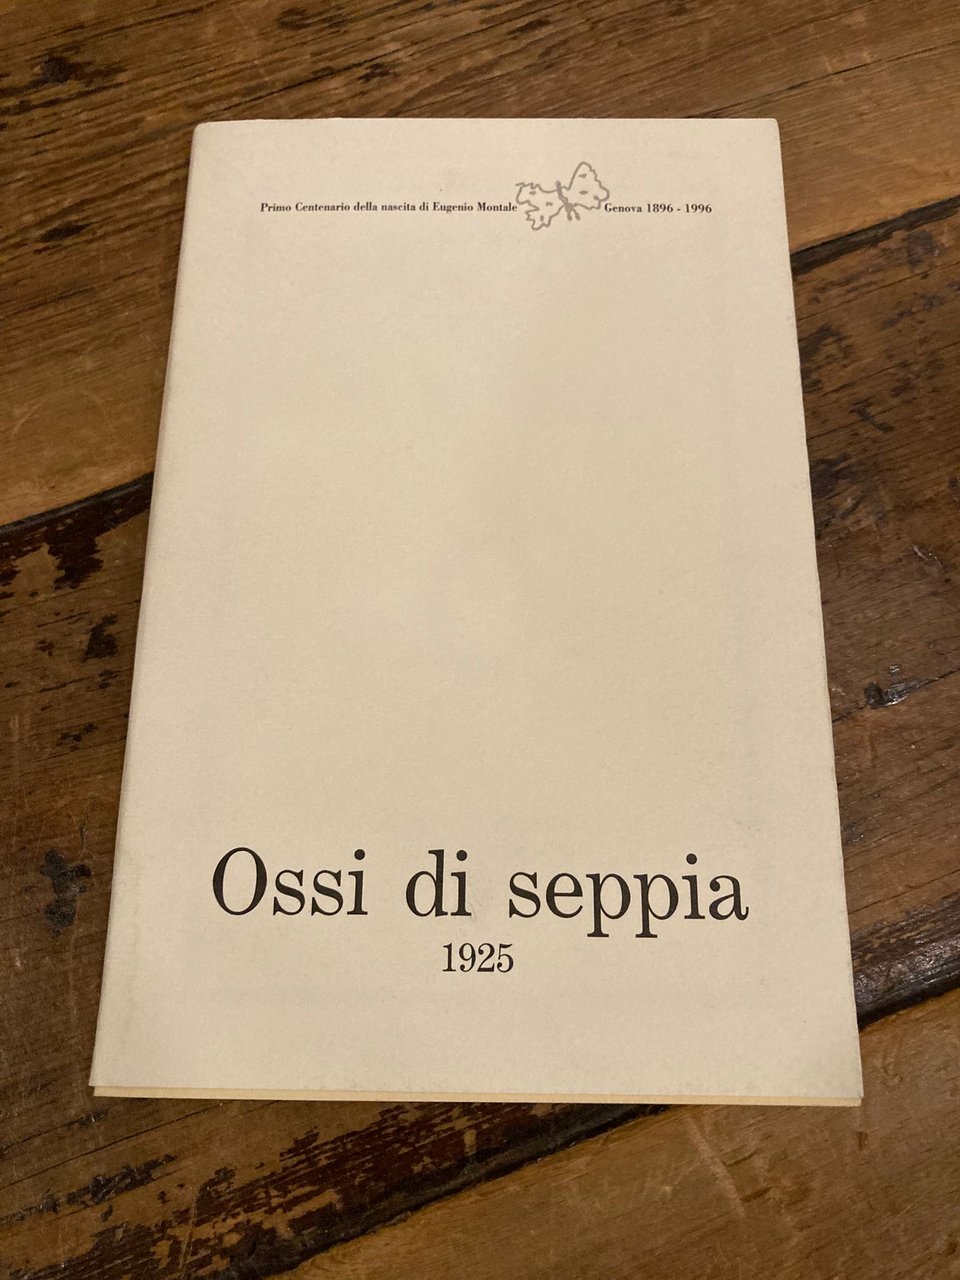 Primo Centenario della nascita di Eugenio Montale Genova 1896 - 1996
Ossi di seppia
1925